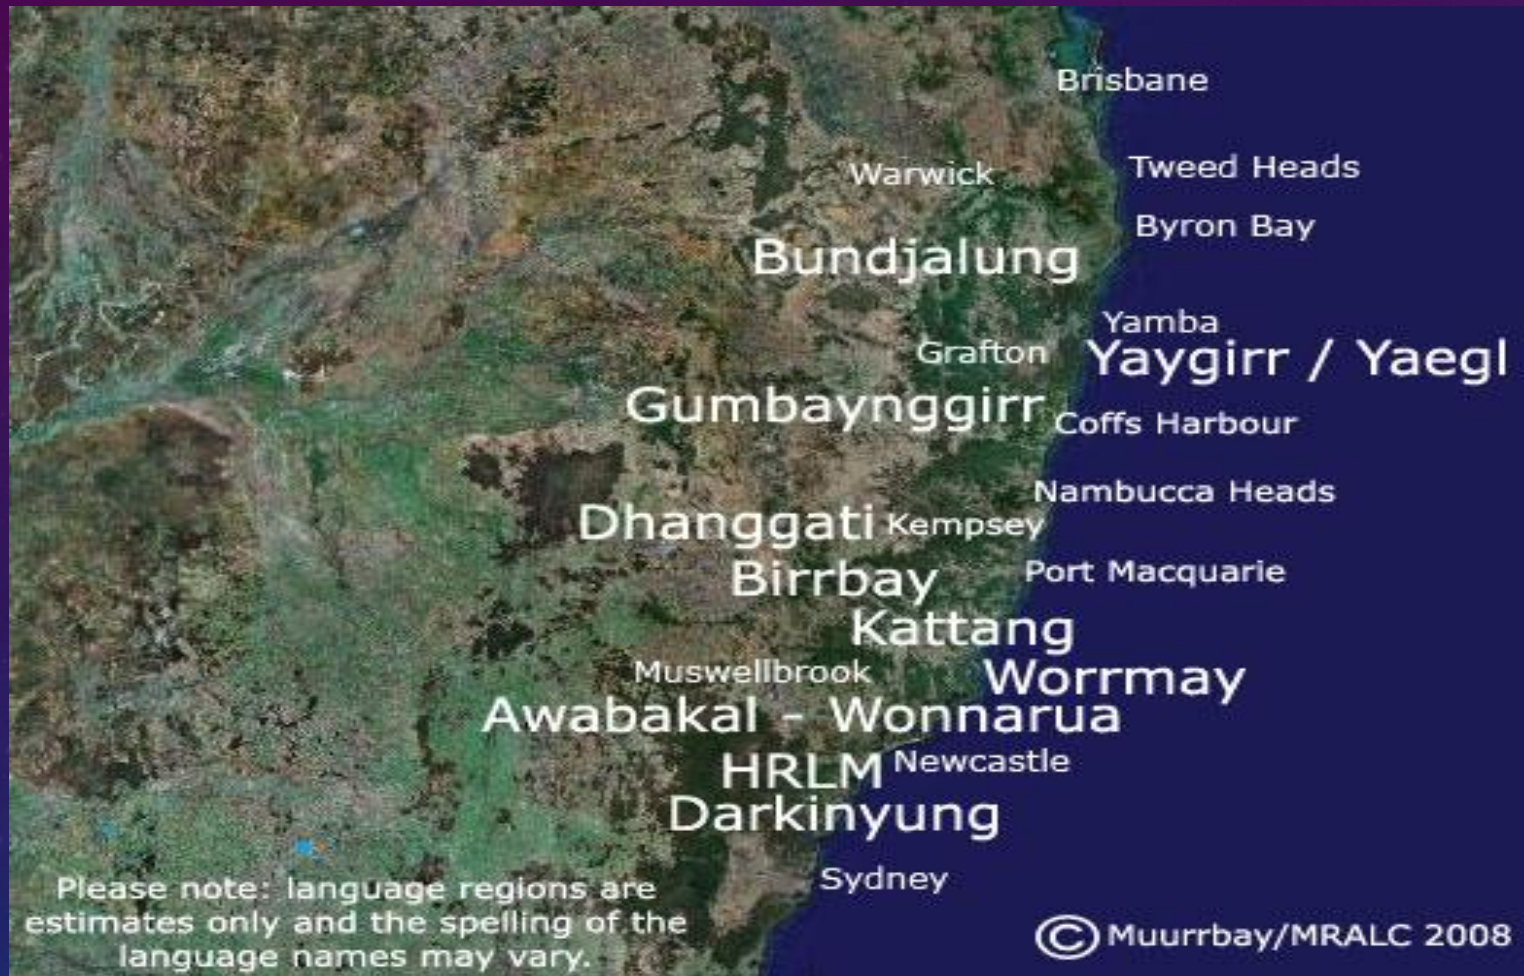 Brisbane
Warwick
Tweed Heads
Byron Bay
Bundjalung
Yamba
Grafton
Yaygirr / Yaegl
Gumbaynggirr
Coffs Harbour
Nambucca Heads
Dhanggati
Kempsey
Birrbay
Port Macquarie
Kattang
Muswellbrook
Worrmay
Awabakal - Wonnarua
HRLM
Newcastle
Darkinyung
Sydney
Please note: language regions are
estimates only and the spelling of the
language names may vary.
© Muurrbay/MRALC 2008